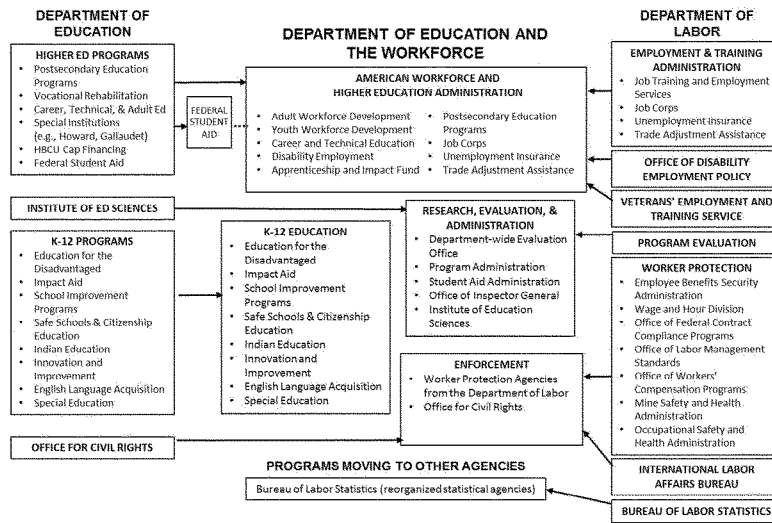 DEPARTMENT OF
EDUCATION
HIGHER ED PROGRAMS
• Postsecondary Education
Programs
• Vocational Rehabilitation
• Career, Technical, & Adult Ed
• Special Institutions
(e.g., Howard, Gallaudet)
• HBCU Cap Financing
• Federal Student Aid
INSTITUTE OF ED SCIENCES
K-12 PROGRAMS
• Education for the
Disadvantaged
• Impact Aid
• School Improvement
Programs
• Safe Schools & Citizenship
Education
• Indian Education
• Innovation and
Improvement
• English Language Acquisition
• Special Education
OFFICE FOR CIVIL RIGHTS
FEDERAL
STUDENT
AID
DEPARTMENT OF EDUCATION AND
THE WORKFORCE
AMERICAN WORKFORCE AND
HIGHER EDUCATION ADMINISTRATION
• Adult Workforce Development
• Youth Workforce Development
• Career and Technical Education
• Disability Employment
• Apprenticeship and Impact Fund
• Postsecondary Education
Programs
• Job Corps
• Unemployment Insurance
• Trade Adjustment Assistance
K-12 EDUCATION
• Education for the
Disadvantaged
• Impact Aid
• School Improvement
Programs
• Safe Schools & Citizenship
Education
• Indian Education
• Innovation and
Improvement
• English Language Acquisition
• Special Education
RESEARCH, EVALUATION, &
ADMINISTRATION
• Department-wide Evaluation
Office
• Program Administration
• Student Aid Administration
• Office of Inspector General
• Institute of Education
Sciences
ENFORCEMENT
• Worker Protection Agencies
from the Department of Labor
• Office for Civil Rights
PROGRAMS MOVING TO OTHER AGENCIES
Bureau of Labor Statistics (reorganized statistical agencies)
DEPARTMENT OF
LABOR
EMPLOYMENT & TRAINING
ADMINISTRATION
• Job Training and Employment
Services
• Job Corps
• Unemployment Insurance
• Trade Adjustment Assistance
OFFICE OF DISABILITY
EMPLOYMENT POLICY
VETERANS' EMPLOYMENT AND
TRAINING SERVICE
PROGRAM EVALUATION
WORKER PROTECTION
• Employee Benefits Security
Administration
• Wage and Hour Division
• Office of Federal Contract
Compliance Programs
• Office of Labor Management
Standards
• Office of Workers'
Compensation Programs
• Mine Safety and Health
Administration
• Occupational Safety and
Health Administration
INTERNATIONAL LABOR
AFFAIRS BUREAU
BUREAU OF LABOR STATISTICS